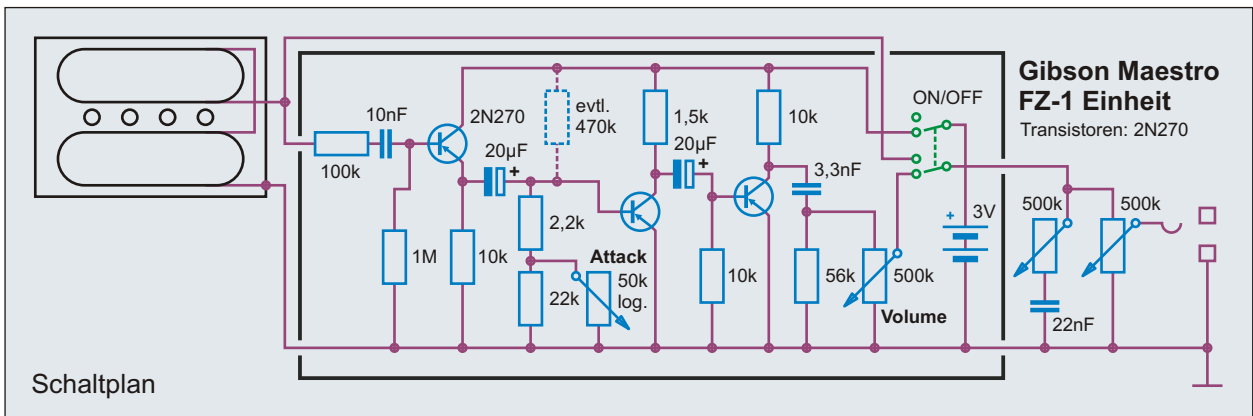 Gibson Maestro
FZ-1 Einheit
Transistoren: 2N270
ON/OFF
10nF
2N270
evtl.
470k
1,5k
10k
100k
20µF
+
20µF
+
3,3nF
2,2k
1M
10k
Attack
22k
50k
log.
10k
56k
500k
Volume
+
3V
500k
500k
22nF
Schaltplan